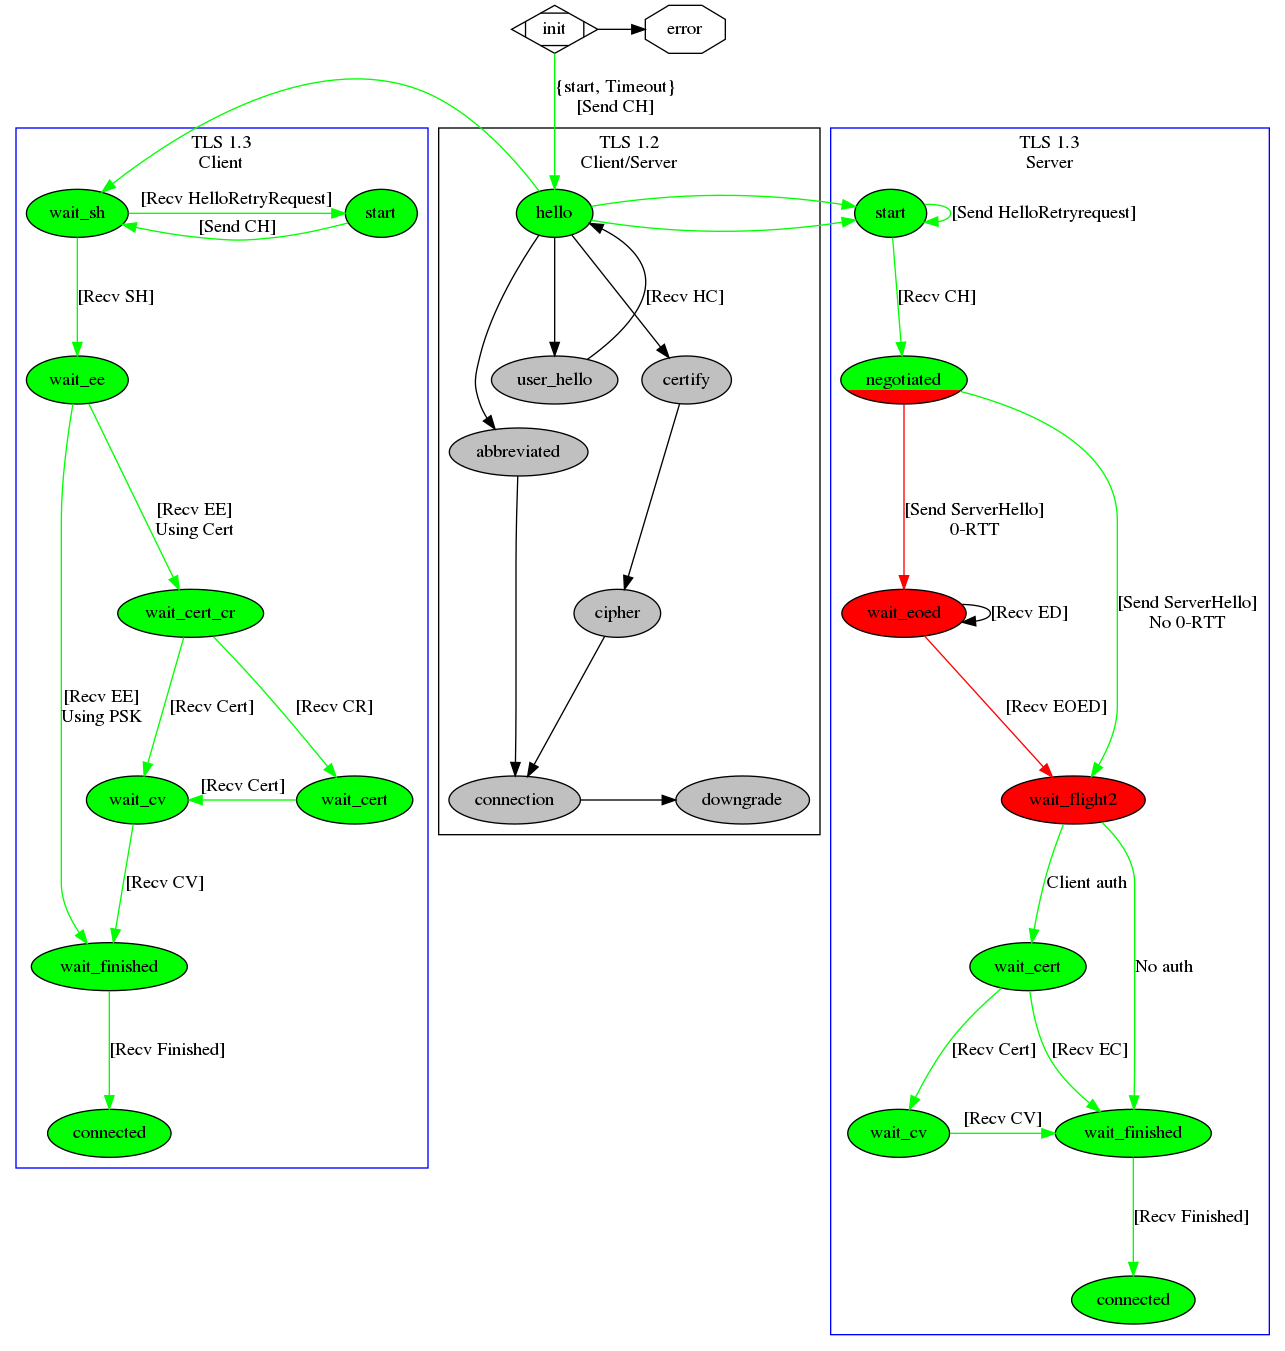 init
error
{start, Timeout}
[Send CH]
TLS 1.3
Client
wait_sh
[Recv HelloRetryRequest]
start
[Send CH]
[Recv SH]
wait_ee
[Recv EE]
Using Cert
wait_cert_cr
[Recv EE]
Using PSK
[Recv Cert]
[Recv CR]
wait_cv
[Recv Cert]
wait_cert
[Recv CV]
wait_finished
[Recv Finished]
connected
TLS 1.2
Client/Server
hello
[Recv HC]
user_hello
certify
abbreviated
cipher
connection
downgrade
TLS 1.3
Server
start
[Send HelloRetryrequest]
[Recv CH]
negotiated
[Send ServerHello]
0-RTT
wait_eoed
[Recv ED]
[Send ServerHello]
No 0-RTT
[Recv EOED]
wait_flight2
Client auth
wait_cert
No auth
[Recv Cert]
[Recv EC]
wait_cv
[Recv CV]
wait_finished
[Recv Finished]
connected